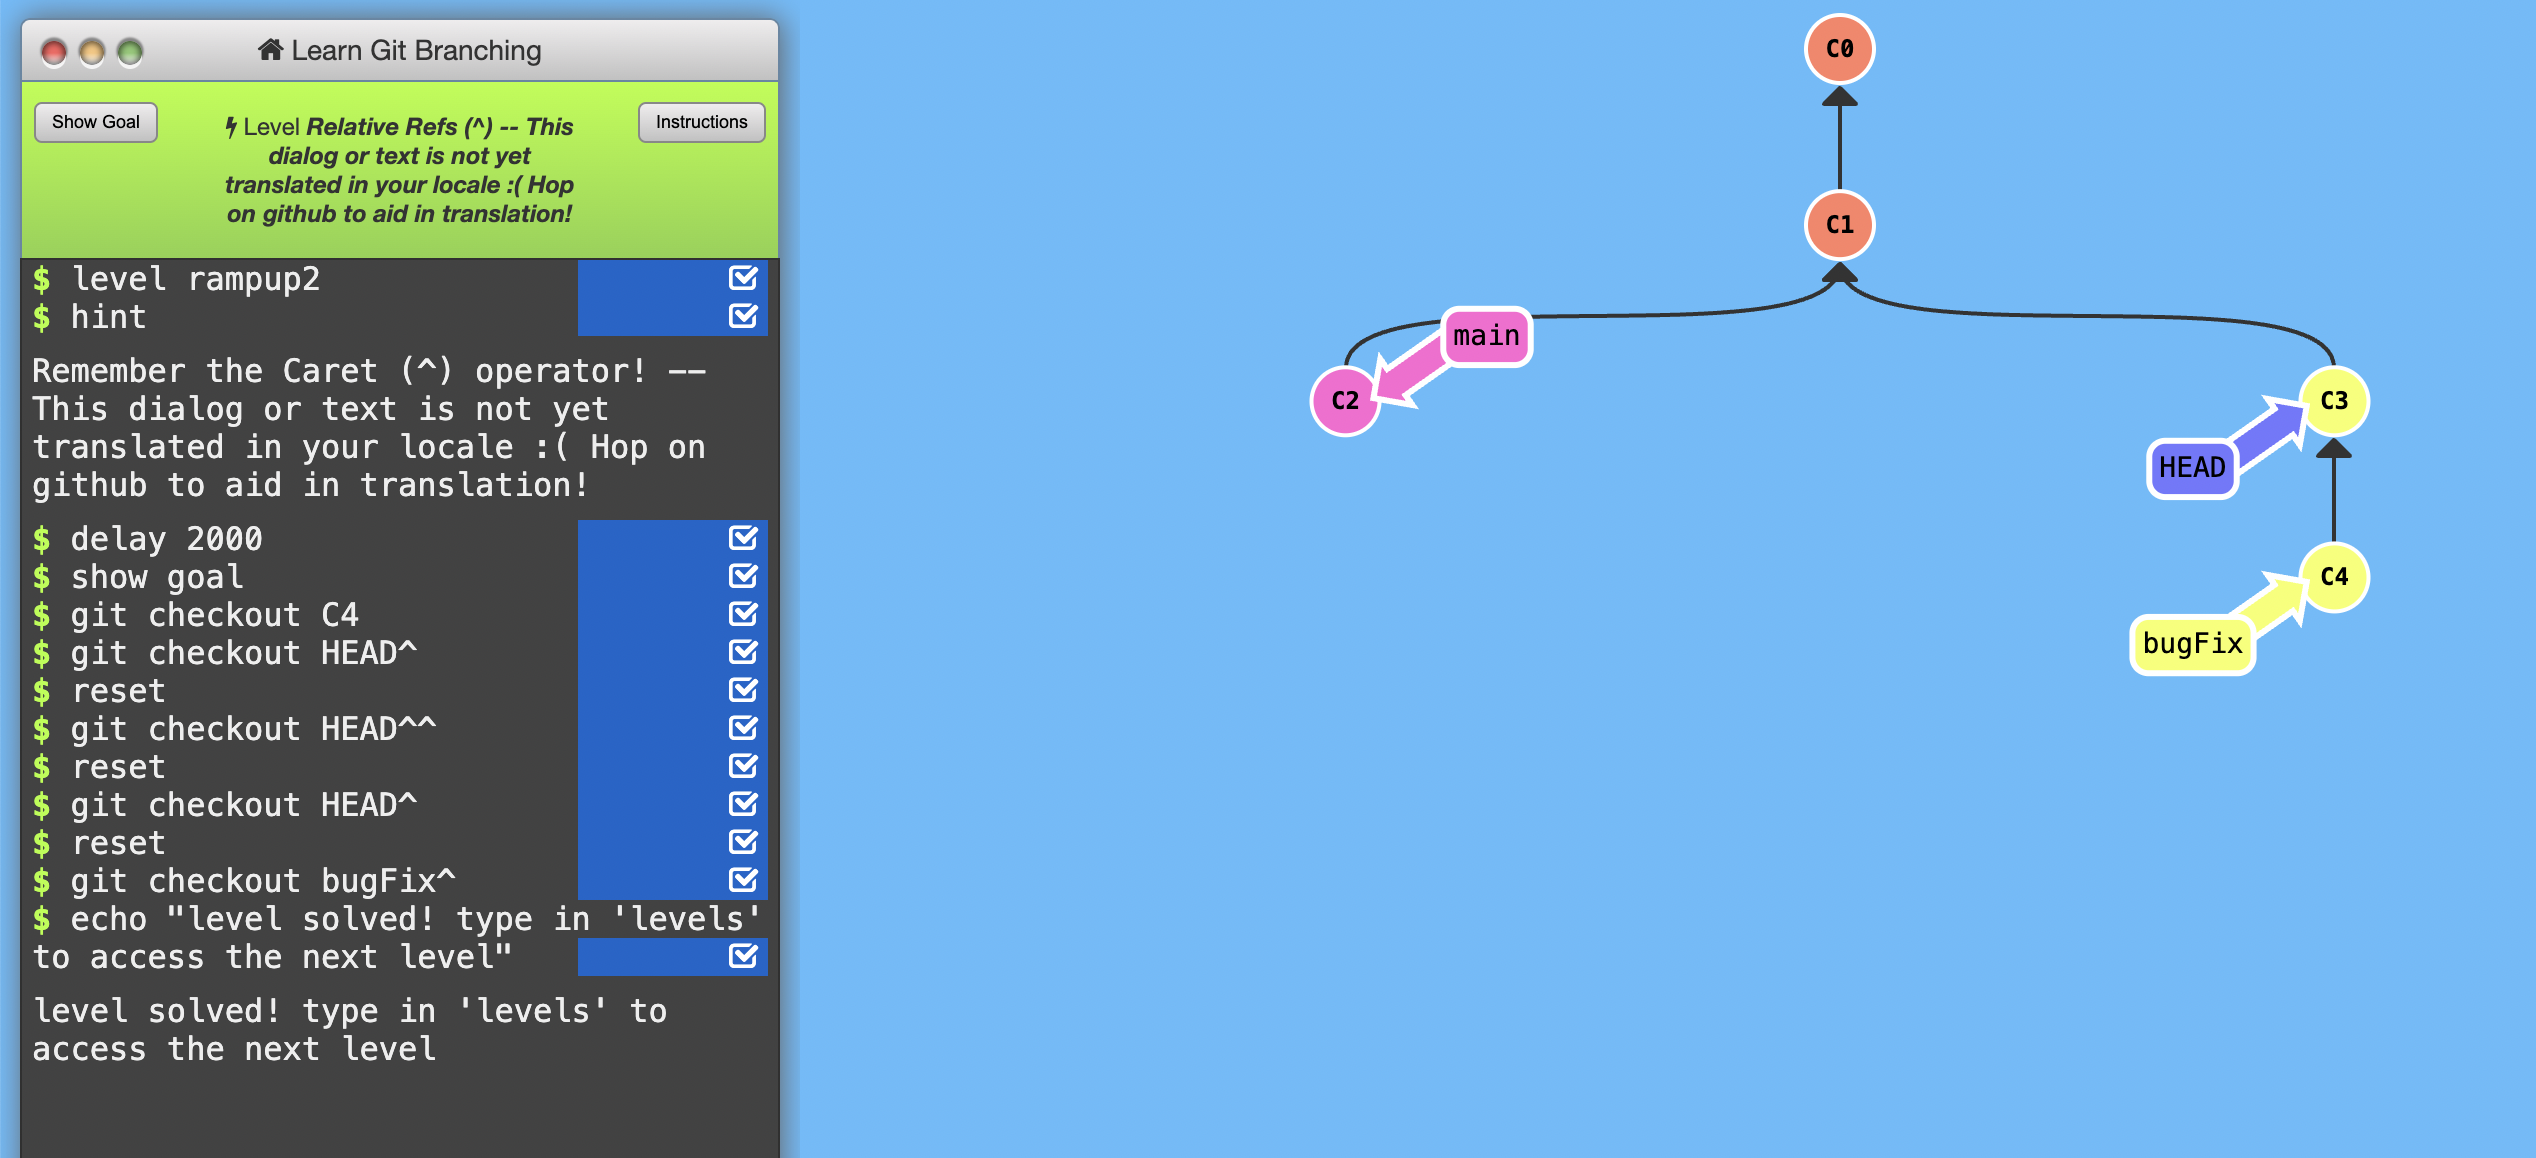 Learn Git Branching
Show Goal
Level Relative Refs (^) -- This
dialog or text is not yet
translated in your locale :( Hop
on github to aid in translation!
Instructions
$ level rampup2
$ hint
Remember the Caret (^) operator! --
This dialog or text is not yet
translated in your locale :( Hop on
github to aid in translation!
$ delay 2000
$ show goal
$ git checkout C4
$ git checkout HEAD^
$ reset
$ git checkout HEAD^^
$ reset
$ git checkout HEAD^
$ reset
$ git checkout bugFix^
$ echo "level solved! type in 'levels'
to access the next level"
level solved! type in 'levels' to
access the next level
C0
C1
main
C2
C3
HEAD
C4
bugFix